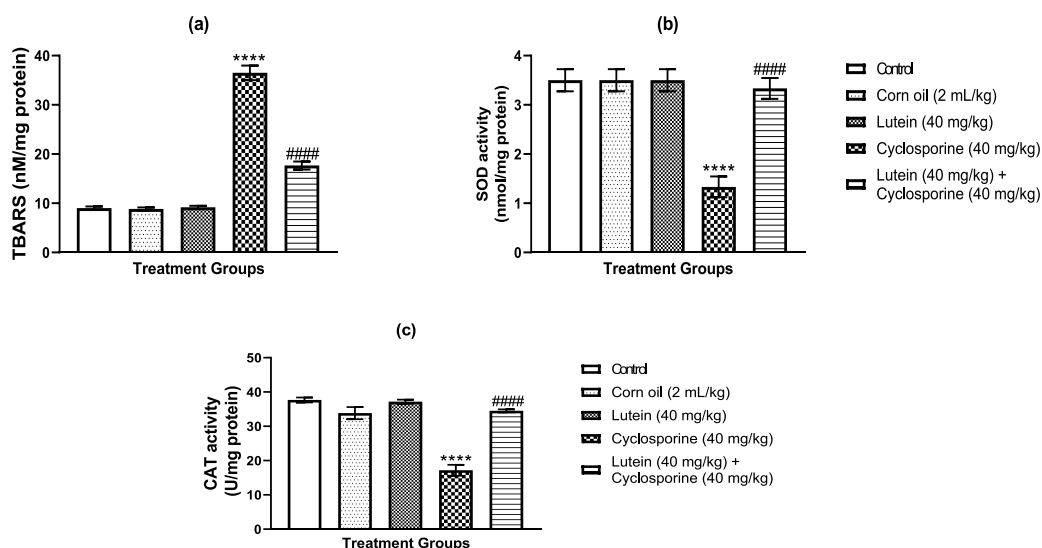 (a)
TBARS (nM/mg protein)
40
30
20
10
0
****
####
Treatment Groups
(b)
SOD activity
(nmol/mg protein)
4
3
2
1
0
****
####
Treatment Groups
Control
Corn oil (2 mL/kg)
Lutein (40 mg/kg)
Cyclosporine (40 mg/kg)
Lutein (40 mg/kg) +
Cyclosporine (40 mg/kg)
(c)
CAT activity
(U/mg protein)
50
40
30
20
10
0
****
####
Treatment Groups
Control
Corn oil (2 mL/kg)
Lutein (40 mg/kg)
Cyclosporine (40 mg/kg)
Lutein (40 mg/kg) +
Cyclosporine (40 mg/kg)